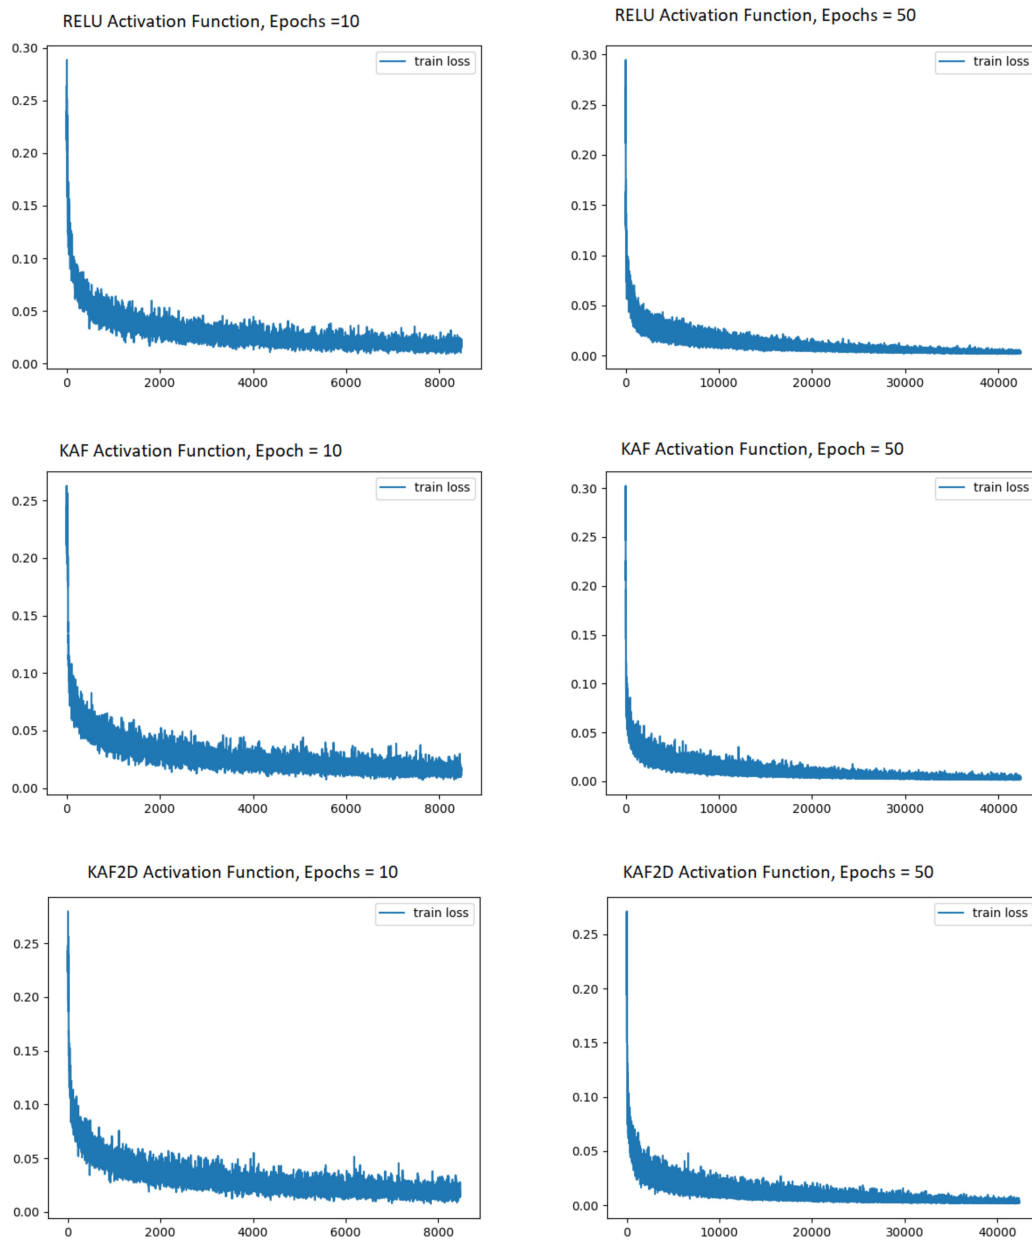 RELU Activation Function, Epochs =10
train loss
0.30
0.25
0.20
0.15
0.10
0.05
0.00
0 2000 4000 6000 8000
RELU Activation Function, Epochs = 50
train loss
0.30
0.25
0.20
0.15
0.10
0.05
0.00
0 10000 20000 30000 40000
KAF Activation Function, Epoch = 10
train loss
0.25
0.20
0.15
0.10
0.05
0.00
0 2000 4000 6000 8000
KAF Activation Function, Epoch = 50
train loss
0.30
0.25
0.20
0.15
0.10
0.05
0.00
0 10000 20000 30000 40000
KAF2D Activation Function, Epochs = 10
train loss
0.25
0.20
0.15
0.10
0.05
0.00
0 2000 4000 6000 8000
KAF2D Activation Function, Epochs = 50
train loss
0.25
0.20
0.15
0.10
0.05
0.00
0 10000 20000 30000 40000